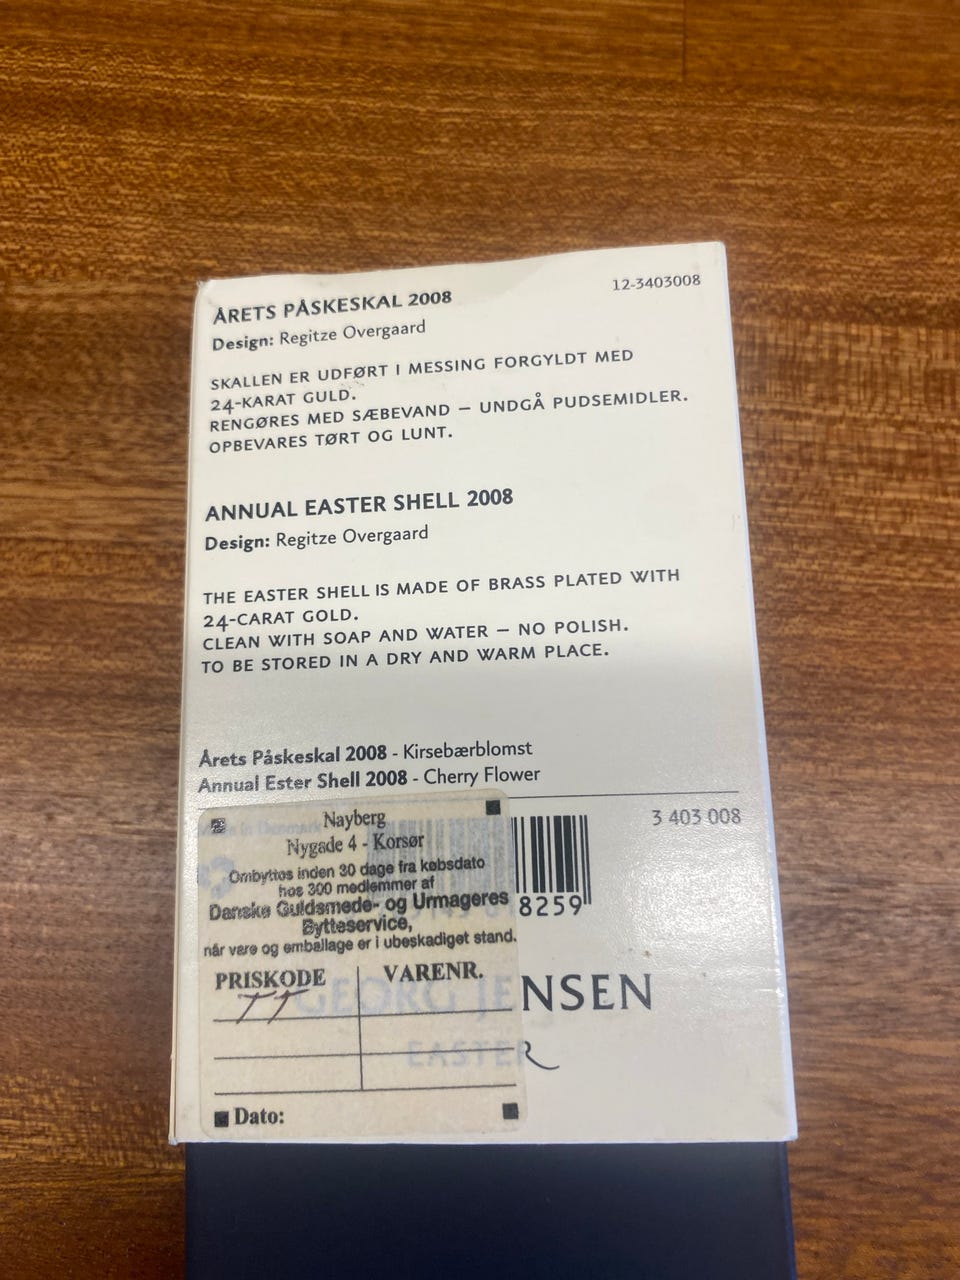 ÅRETS PÅSKESKAL 2008
12-3403008
Design: Regitze Overgaard
SKALLEN ER UDFØRT I MESSING FORGYLDT MED
24-KARAT GULD.
RENGØRES MED SÆBEVAND – UNDGÅ PUDSEMIDLER.
OPBEVARES TØRT OG LUNT.
ANNUAL EASTER SHELL 2008
Design: Regitze Overgaard
THE EASTER SHELL IS MADE OF BRASS PLATED WITH
24-CARAT GOLD.
CLEAN WITH SOAP AND WATER – NO POLISH.
TO BE STORED IN A DRY AND WARM PLACE.
Årets Påskeskal 2008 - Kirsebærblomst
Annual Ester Shell 2008 - Cherry Flower
3 403 008
Made in Denmark
8259
GEORG JENSEN
EASTER
Nayberg
Nygade 4 - Korsør
Ombyttes inden 30 dage fra købsdato
hos 300 medlemmer af
Danske Guldsmede- og Urmageres
Bytteservice,
når vare og emballage er i ubeskadiget stand.
PRISKODE VARENR.
TT
Dato: